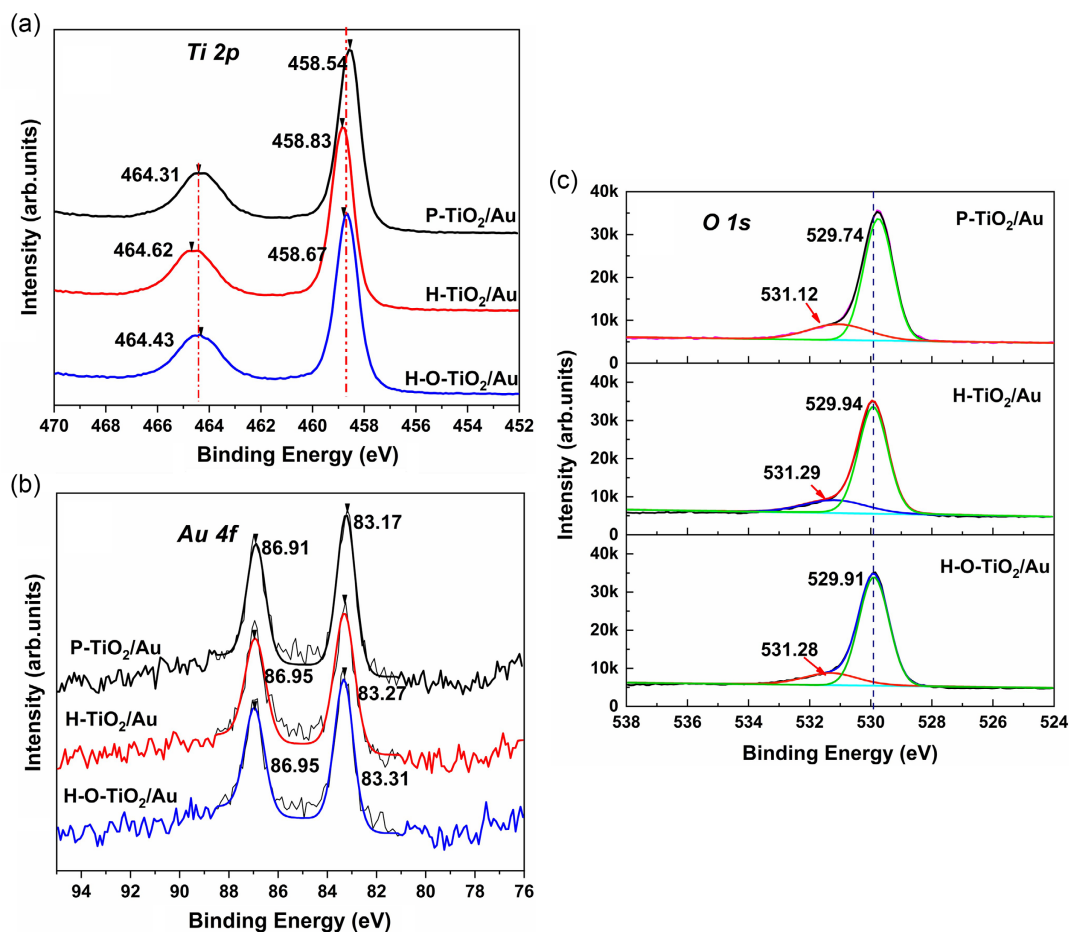 (a)
Ti 2p
458.54
458.83
464.31
P-TiO₂/Au
464.62
458.67
H-TiO₂/Au
464.43
H-O-TiO₂/Au
Intensity (arb.units)
470 468 466 464 462 460 458 456 454 452
Binding Energy (eV)
(b)
Au 4f
83.17
86.91
P-TiO₂/Au
86.95
83.27
H-TiO₂/Au
86.95
83.31
H-O-TiO₂/Au
Intensity (arb.units)
94 92 90 88 86 84 82 80 78 76
Binding Energy (eV)
(c)
40k
O 1s
P-TiO₂/Au
529.74
30k
531.12
20k
10k
0
H-TiO₂/Au
529.94
40k
30k
531.29
20k
10k
0
H-O-TiO₂/Au
529.91
40k
30k
531.28
20k
10k
0
Intensity (arb.units)
Intensity (arb.units)
Intensity (arb.units)
538 536 534 532 530 528 526 524
Binding Energy (eV)